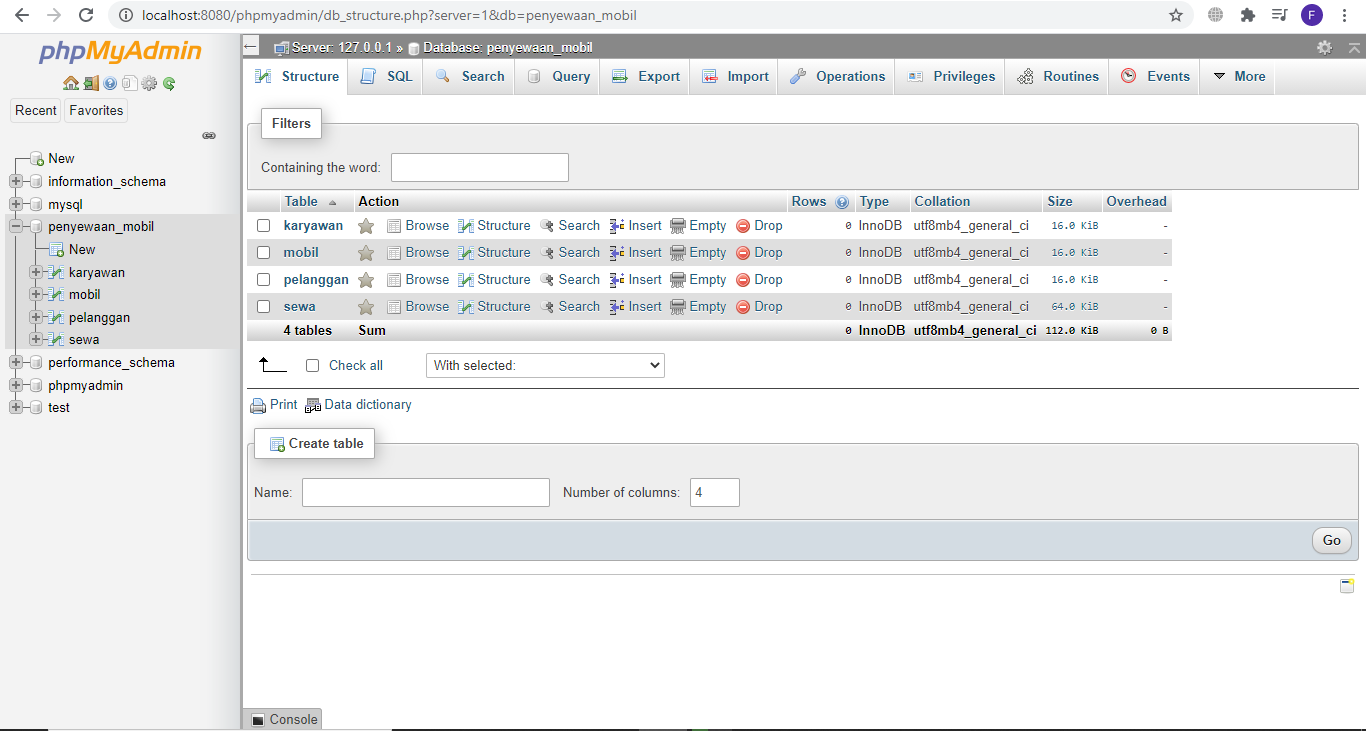 localhost:8080/phpmyadmin/db_structure.php?server=1&db=penyewaan_mobil
F
phpMyAdmin
Recent Favorites
New
information_schema
mysql
penyewaan_mobil
New
karyawan
mobil
pelanggan
sewa
performance_schema
phpmyadmin
test
Server: 127.0.0.1 » Database: penyewaan_mobil
Structure SQL Search Query Export Import Operations Privileges Routines Events More
Filters
Containing the word:
Table Action Rows Type Collation Size Overhead
karyawan Browse Structure Search Insert Empty Drop 0 InnoDB utf8mb4_general_ci 16.0 KiB -
mobil Browse Structure Search Insert Empty Drop 0 InnoDB utf8mb4_general_ci 16.0 KiB -
pelanggan Browse Structure Search Insert Empty Drop 0 InnoDB utf8mb4_general_ci 16.0 KiB -
sewa Browse Structure Search Insert Empty Drop 0 InnoDB utf8mb4_general_ci 64.0 KiB -
4 tables Sum 0 InnoDB utf8mb4_general_ci 112.0 KiB 0 B
Check all With selected:
Print Data dictionary
Create table
Name: Number of columns: 4
Go
Console